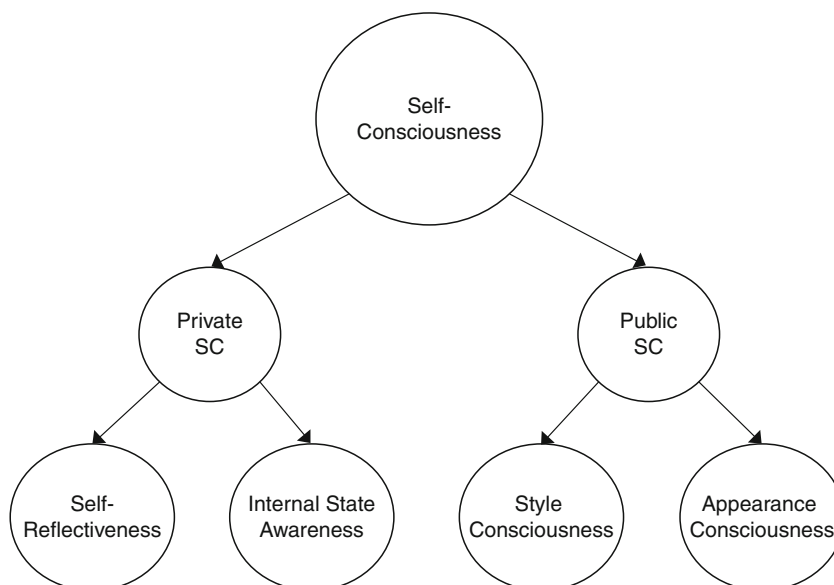 Self-
Consciousness
Private
SC
Public
SC
Self-
Reflectiveness
Internal State
Awareness
Style
Consciousness
Appearance
Consciousness